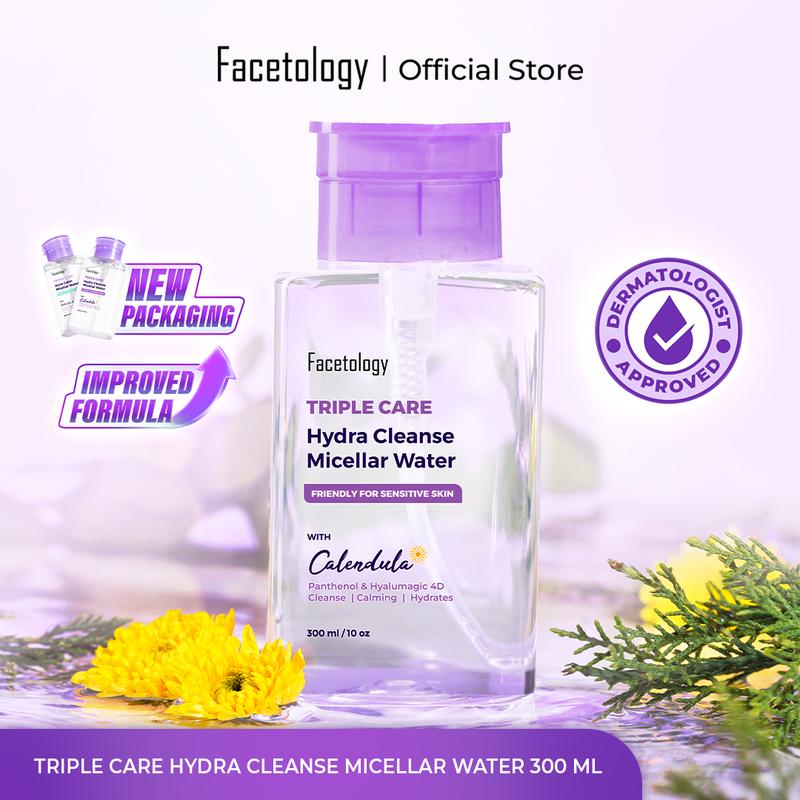 Facetology | Official Store
NEW
PACKAGING
IMPROVED
FORMULA
DERMATOLOGIST
APPROVED
Facetology
TRIPLE CARE
Hydra Cleanse
Micellar Water
FRIENDLY FOR SENSITIVE SKIN
WITH
Calendula
Panthenol & Hyalumagic 4D
Cleanse | Calming | Hydrates
300 ml / 10 oz
TRIPLE CARE HYDRA CLEANSE MICELLAR WATER 300 ML